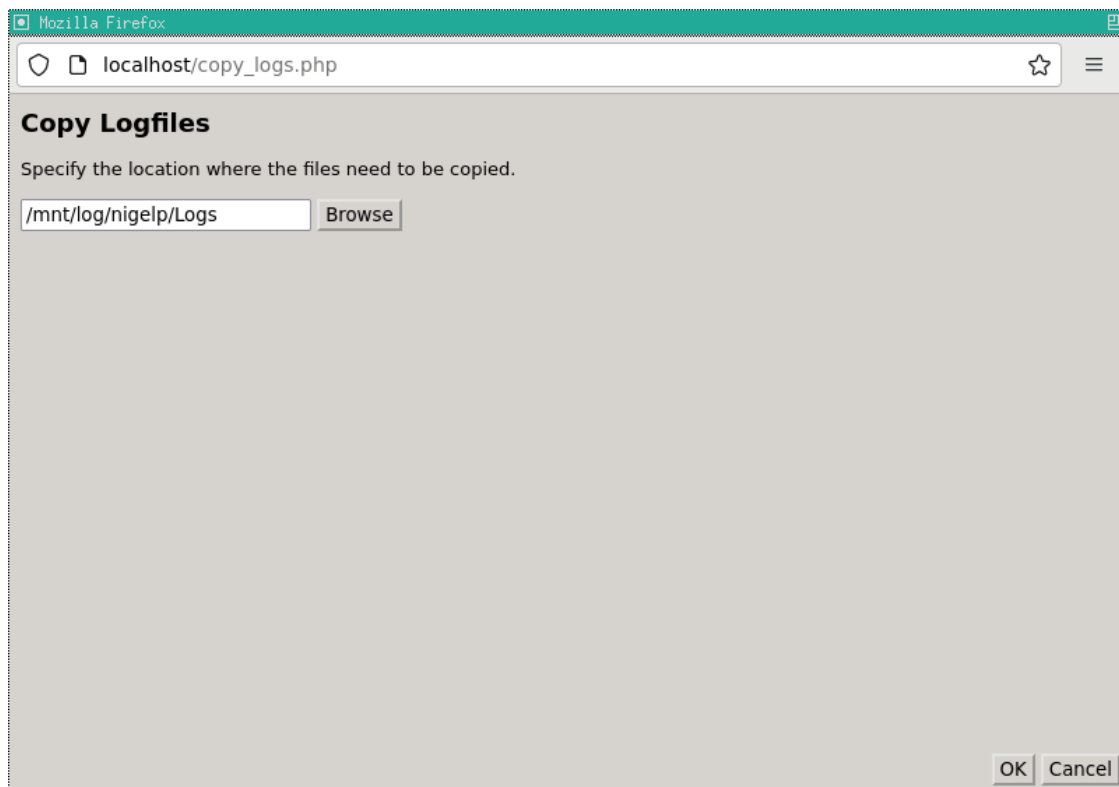 Mozilla Firefox
localhost/copy_logs.php
Copy Logfiles
Specify the location where the files need to be copied.
/mnt/log/nigelp/Logs Browse
OK Cancel